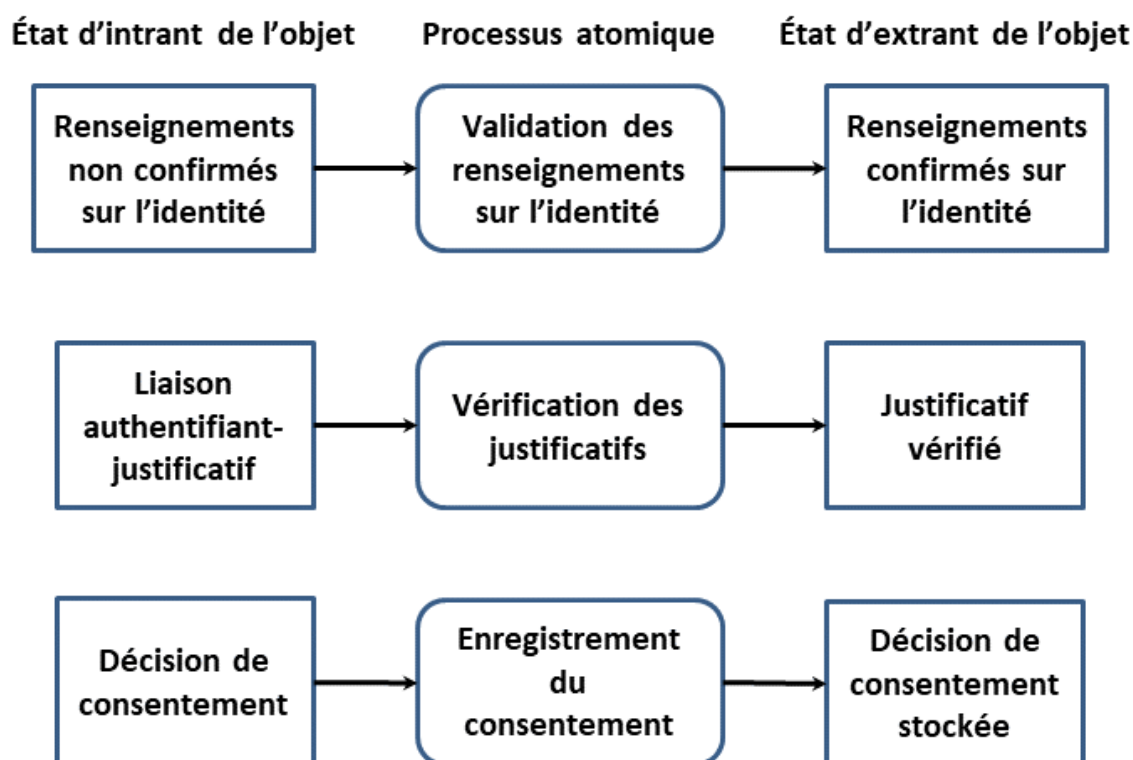 État d’intrant de l’objet
Processus atomique
État d’extrant de l’objet
Renseignements
non confirmés
sur l’identité
Validation des
renseignements
sur l’identité
Renseignements
confirmés sur
l’identité
Liaison
authentifiant-
justificatif
Vérification des
justificatifs
Justificatif
vérifié
Décision de
consentement
Enregistrement
du
consentement
Décision de
consentement
stockée